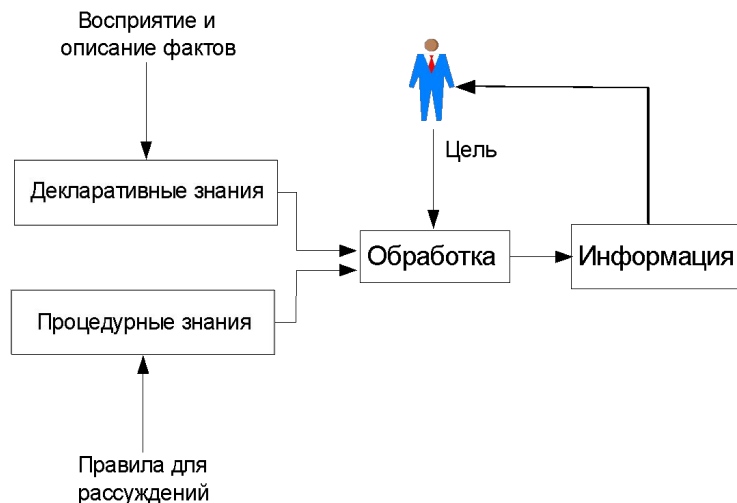 Восприятие и
описание фактов
Цель
Декларативные знания
Обработка
Информация
Процедурные знания
Правила для
рассуждений